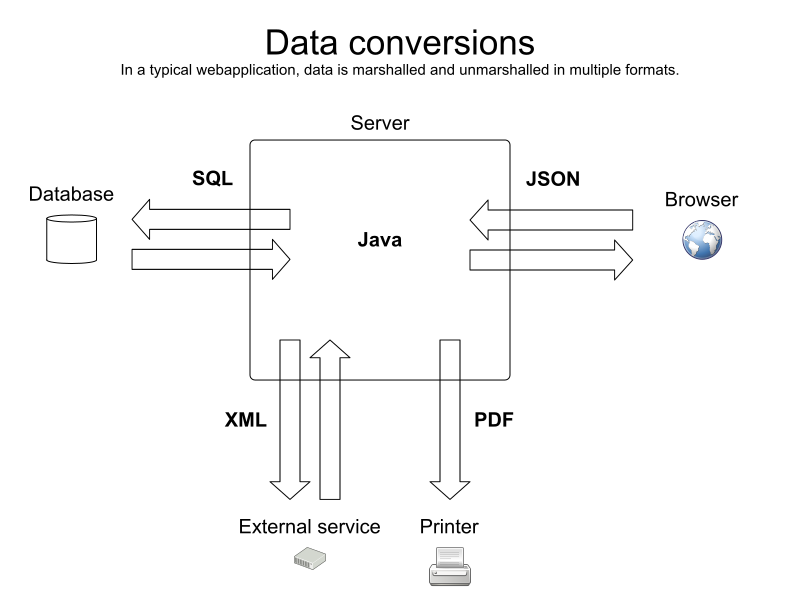 Data conversions
In a typical webapplication, data is marshalled and unmarshalled in multiple formats.
Server
SQL
JSON
Database
Browser
Java
XML
PDF
External service
Printer